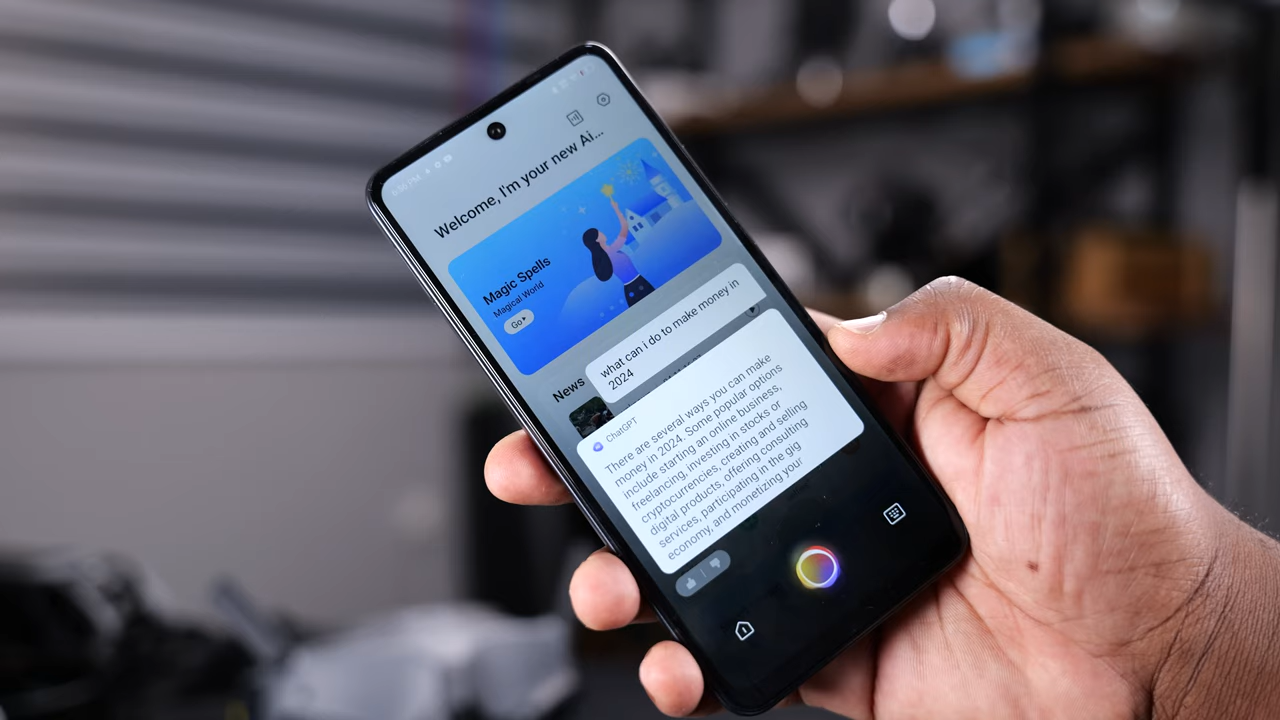 Welcome, I'm your new Ai...
Magic Spells
Magical World
Go
what can i do to make money in
2024
News
ChatGPT
There are several ways you can make
money in 2024. Some popular options
include starting an online business,
freelancing, investing in stocks or
cryptocurrencies, creating and selling
digital products, offering consulting
services, participating in the gig
economy, and monetizing your